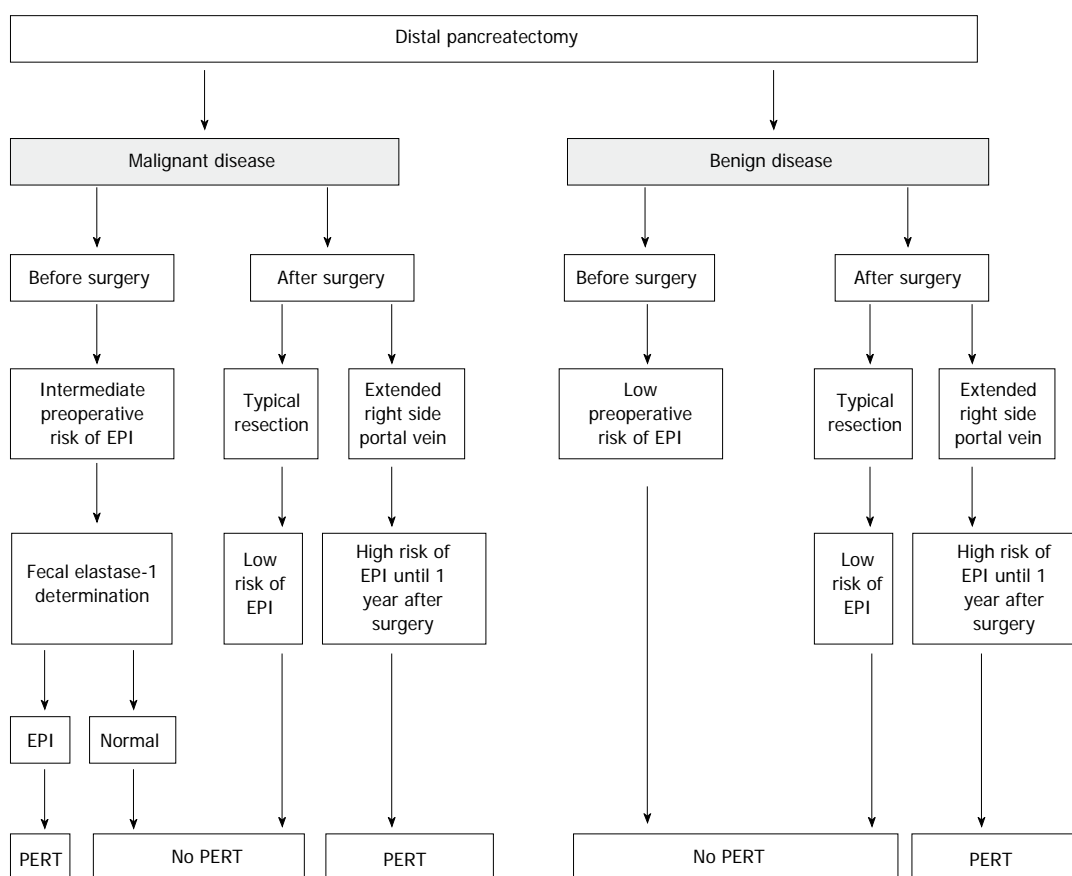 Distal pancreatectomy
Malignant disease
Benign disease
Before surgery
After surgery
Before surgery
After surgery
Intermediate
preoperative
risk of EPI
Typical
resection
Extended
right side
portal vein
Low
preoperative
risk of EPI
Typical
resection
Extended
right side
portal vein
Fecal elastase-1
determination
Low
risk of
EPI
High risk of
EPI until 1
year after
surgery
Low
risk of
EPI
High risk of
EPI until 1
year after
surgery
EPI
Normal
PERT
No PERT
PERT
No PERT
PERT